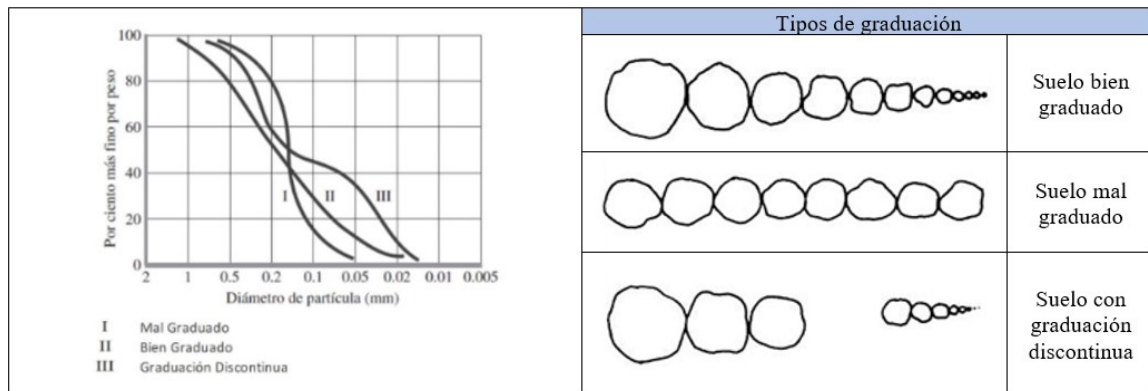 100
80
60
40
20
0
Por ciento más fino por peso
I
II
III
2 1 0.5 0.2 0.1 0.05 0.02 0.01 0.005
Diámetro de partícula (mm)
I Mal Graduado
II Bien Graduado
III Graduación Discontinua
Tipos de graduación
Suelo bien
graduado
Suelo mal
graduado
Suelo con
graduación
discontinua